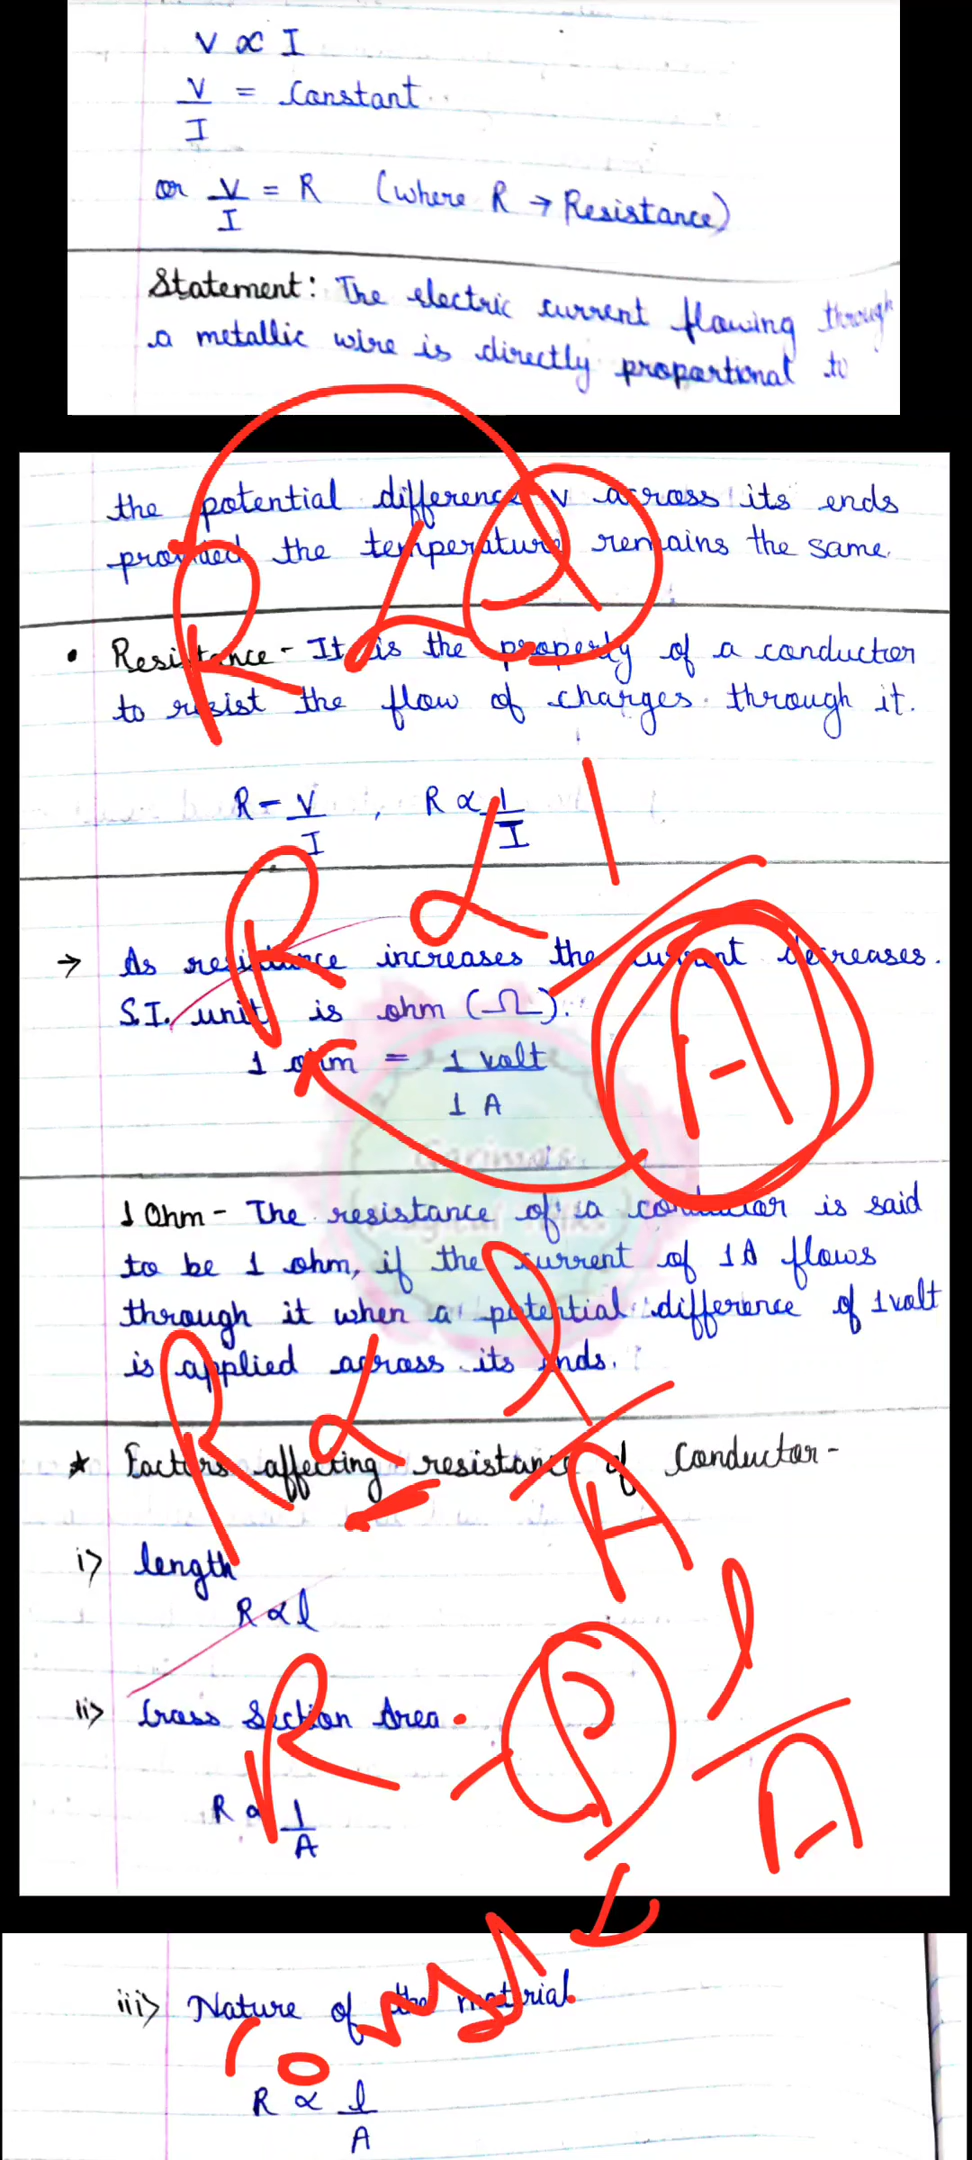 V ∝ I
V/I = Constant
or V/I = R (where R → Resistance)
Statement: The electric current flowing through
a metallic wire is directly proportional to
the potential difference V across its ends
provided the temperature remains the same.
R ∝ l
• Resistance - It is the property of a conductor
to resist the flow of charges through it.
R = V/I , R ∝ 1/I
R ∝ 1/A
→ As resistance increases the current decreases.
S.I. unit is ohm (Ω).
1 ohm = 1 volt / 1 A
Garima's
1 Ohm - The resistance of a conductor is said
to be 1 ohm, if the current of 1A flows
through it when a potential difference of 1 volt
is applied across its ends.
R ∝ l/A
★ Factors affecting resistance of Conductor -
i) length
R ∝ l
ii) Cross Section Area
R = ρ l/A
R ∝ 1/A
iii) Nature of the material
R ∝ l/A